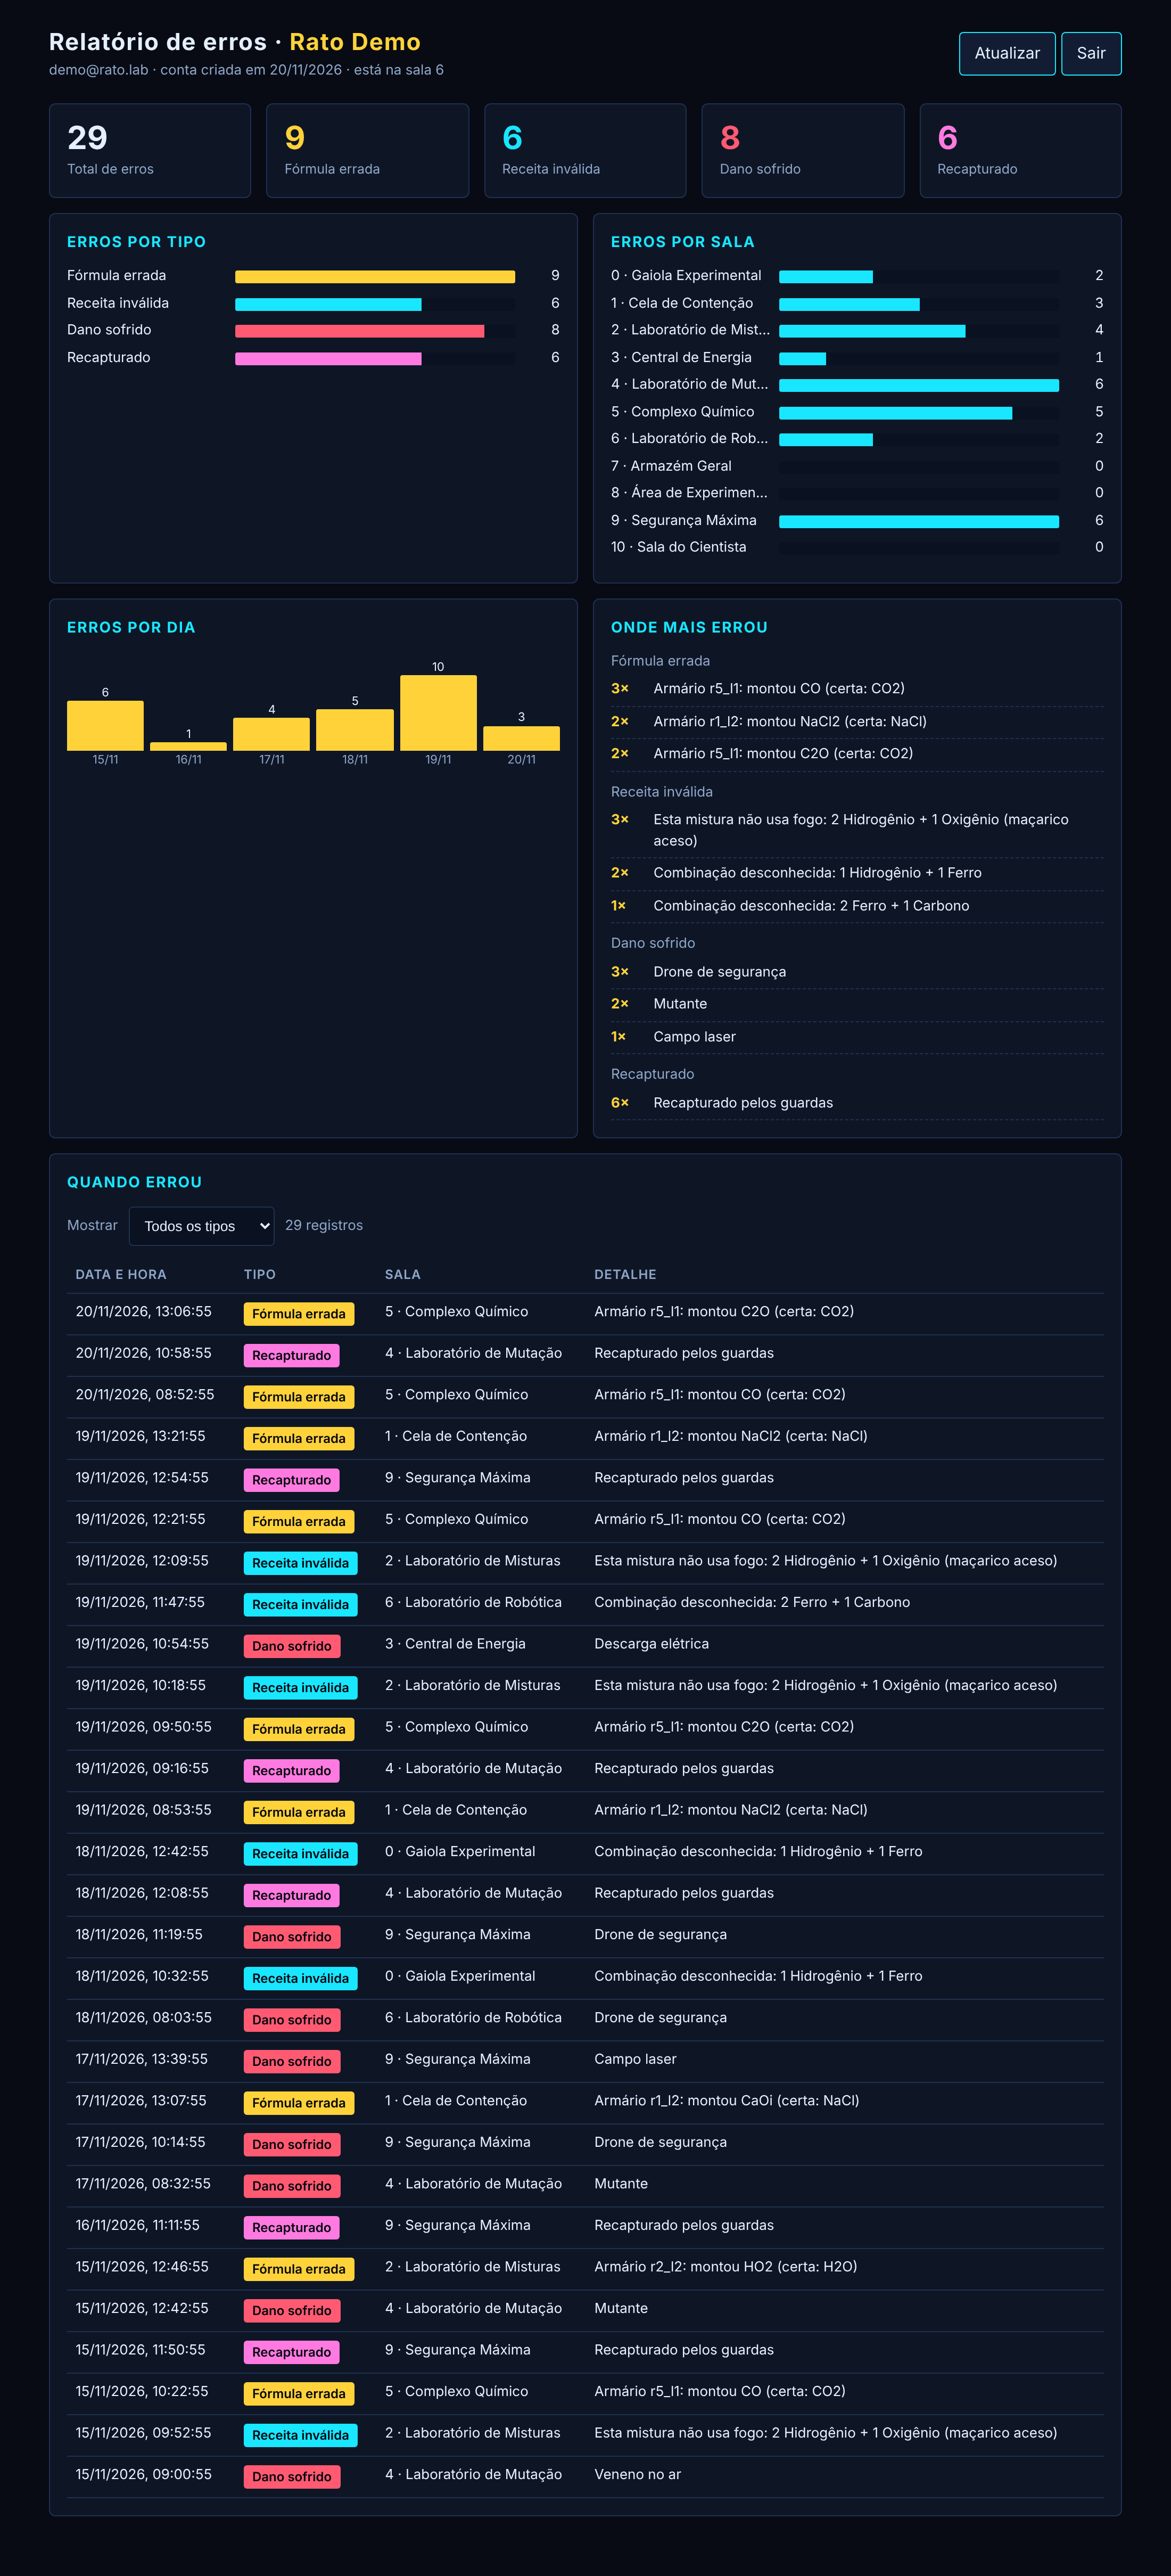 Relatório de erros · Rato Demo
demo@rato.lab · conta criada em 20/11/2026 · está na sala 6
Atualizar
Sair
29
Total de erros
9
Fórmula errada
6
Receita inválida
8
Dano sofrido
6
Recapturado
ERROS POR TIPO
Fórmula errada 9
Receita inválida 6
Dano sofrido 8
Recapturado 6
ERROS POR SALA
0 · Gaiola Experimental 2
1 · Cela de Contenção 3
2 · Laboratório de Mist... 4
3 · Central de Energia 1
4 · Laboratório de Mut... 6
5 · Complexo Químico 5
6 · Laboratório de Rob... 2
7 · Armazém Geral 0
8 · Área de Experimen... 0
9 · Segurança Máxima 6
10 · Sala do Cientista 0
ERROS POR DIA
6 1 4 5 10 3
15/11 16/11 17/11 18/11 19/11 20/11
ONDE MAIS ERROU
Fórmula errada
3× Armário r5_l1: montou CO (certa: CO2)
2× Armário r1_l2: montou NaCl2 (certa: NaCl)
2× Armário r5_l1: montou C2O (certa: CO2)
Receita inválida
3× Esta mistura não usa fogo: 2 Hidrogênio + 1 Oxigênio (maçarico
aceso)
2× Combinação desconhecida: 1 Hidrogênio + 1 Ferro
1× Combinação desconhecida: 2 Ferro + 1 Carbono
Dano sofrido
3× Drone de segurança
2× Mutante
1× Campo laser
Recapturado
6× Recapturado pelos guardas
QUANDO ERROU
Mostrar Todos os tipos 29 registros
DATA E HORA TIPO SALA DETALHE
20/11/2026, 13:06:55 Fórmula errada 5 · Complexo Químico Armário r5_l1: montou C2O (certa: CO2)
20/11/2026, 10:58:55 Recapturado 4 · Laboratório de Mutação Recapturado pelos guardas
20/11/2026, 08:52:55 Fórmula errada 5 · Complexo Químico Armário r5_l1: montou CO (certa: CO2)
19/11/2026, 13:21:55 Fórmula errada 1 · Cela de Contenção Armário r1_l2: montou NaCl2 (certa: NaCl)
19/11/2026, 12:54:55 Recapturado 9 · Segurança Máxima Recapturado pelos guardas
19/11/2026, 12:21:55 Fórmula errada 5 · Complexo Químico Armário r5_l1: montou CO (certa: CO2)
19/11/2026, 12:09:55 Receita inválida 2 · Laboratório de Misturas Esta mistura não usa fogo: 2 Hidrogênio + 1 Oxigênio (maçarico aceso)
19/11/2026, 11:47:55 Receita inválida 6 · Laboratório de Robótica Combinação desconhecida: 2 Ferro + 1 Carbono
19/11/2026, 10:54:55 Dano sofrido 3 · Central de Energia Descarga elétrica
19/11/2026, 10:18:55 Receita inválida 2 · Laboratório de Misturas Esta mistura não usa fogo: 2 Hidrogênio + 1 Oxigênio (maçarico aceso)
19/11/2026, 09:50:55 Fórmula errada 5 · Complexo Químico Armário r5_l1: montou C2O (certa: CO2)
19/11/2026, 09:16:55 Recapturado 4 · Laboratório de Mutação Recapturado pelos guardas
19/11/2026, 08:53:55 Fórmula errada 1 · Cela de Contenção Armário r1_l2: montou NaCl2 (certa: NaCl)
18/11/2026, 12:42:55 Receita inválida 0 · Gaiola Experimental Combinação desconhecida: 1 Hidrogênio + 1 Ferro
18/11/2026, 12:08:55 Recapturado 4 · Laboratório de Mutação Recapturado pelos guardas
18/11/2026, 11:19:55 Dano sofrido 9 · Segurança Máxima Drone de segurança
18/11/2026, 10:32:55 Receita inválida 0 · Gaiola Experimental Combinação desconhecida: 1 Hidrogênio + 1 Ferro
18/11/2026, 08:03:55 Dano sofrido 6 · Laboratório de Robótica Drone de segurança
17/11/2026, 13:39:55 Dano sofrido 9 · Segurança Máxima Campo laser
17/11/2026, 13:07:55 Fórmula errada 1 · Cela de Contenção Armário r1_l2: montou CaOi (certa: NaCl)
17/11/2026, 10:14:55 Dano sofrido 9 · Segurança Máxima Drone de segurança
17/11/2026, 08:32:55 Dano sofrido 4 · Laboratório de Mutação Mutante
16/11/2026, 11:11:55 Recapturado 9 · Segurança Máxima Recapturado pelos guardas
15/11/2026, 12:46:55 Fórmula errada 2 · Laboratório de Misturas Armário r2_l2: montou HO2 (certa: H2O)
15/11/2026, 12:42:55 Dano sofrido 4 · Laboratório de Mutação Mutante
15/11/2026, 11:50:55 Recapturado 9 · Segurança Máxima Recapturado pelos guardas
15/11/2026, 10:22:55 Fórmula errada 5 · Complexo Químico Armário r5_l1: montou CO (certa: CO2)
15/11/2026, 09:52:55 Receita inválida 2 · Laboratório de Misturas Esta mistura não usa fogo: 2 Hidrogênio + 1 Oxigênio (maçarico aceso)
15/11/2026, 09:00:55 Dano sofrido 4 · Laboratório de Mutação Veneno no ar